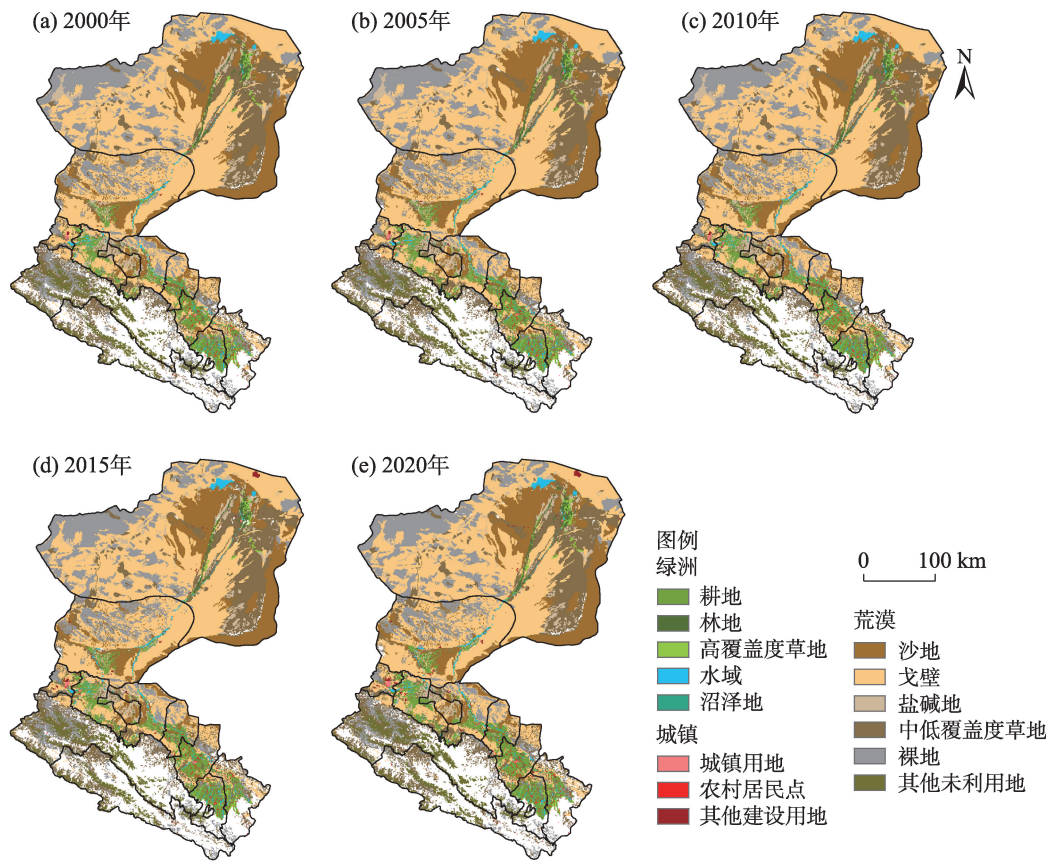 (a) 2000年
(b) 2005年
(c) 2010年
N
(d) 2015年
(e) 2020年
图例
绿洲
耕地
林地
高覆盖度草地
水域
沼泽地
城镇
城镇用地
农村居民点
其他建设用地
0 100 km
荒漠
沙地
戈壁
盐碱地
中低覆盖度草地
裸地
其他未利用地